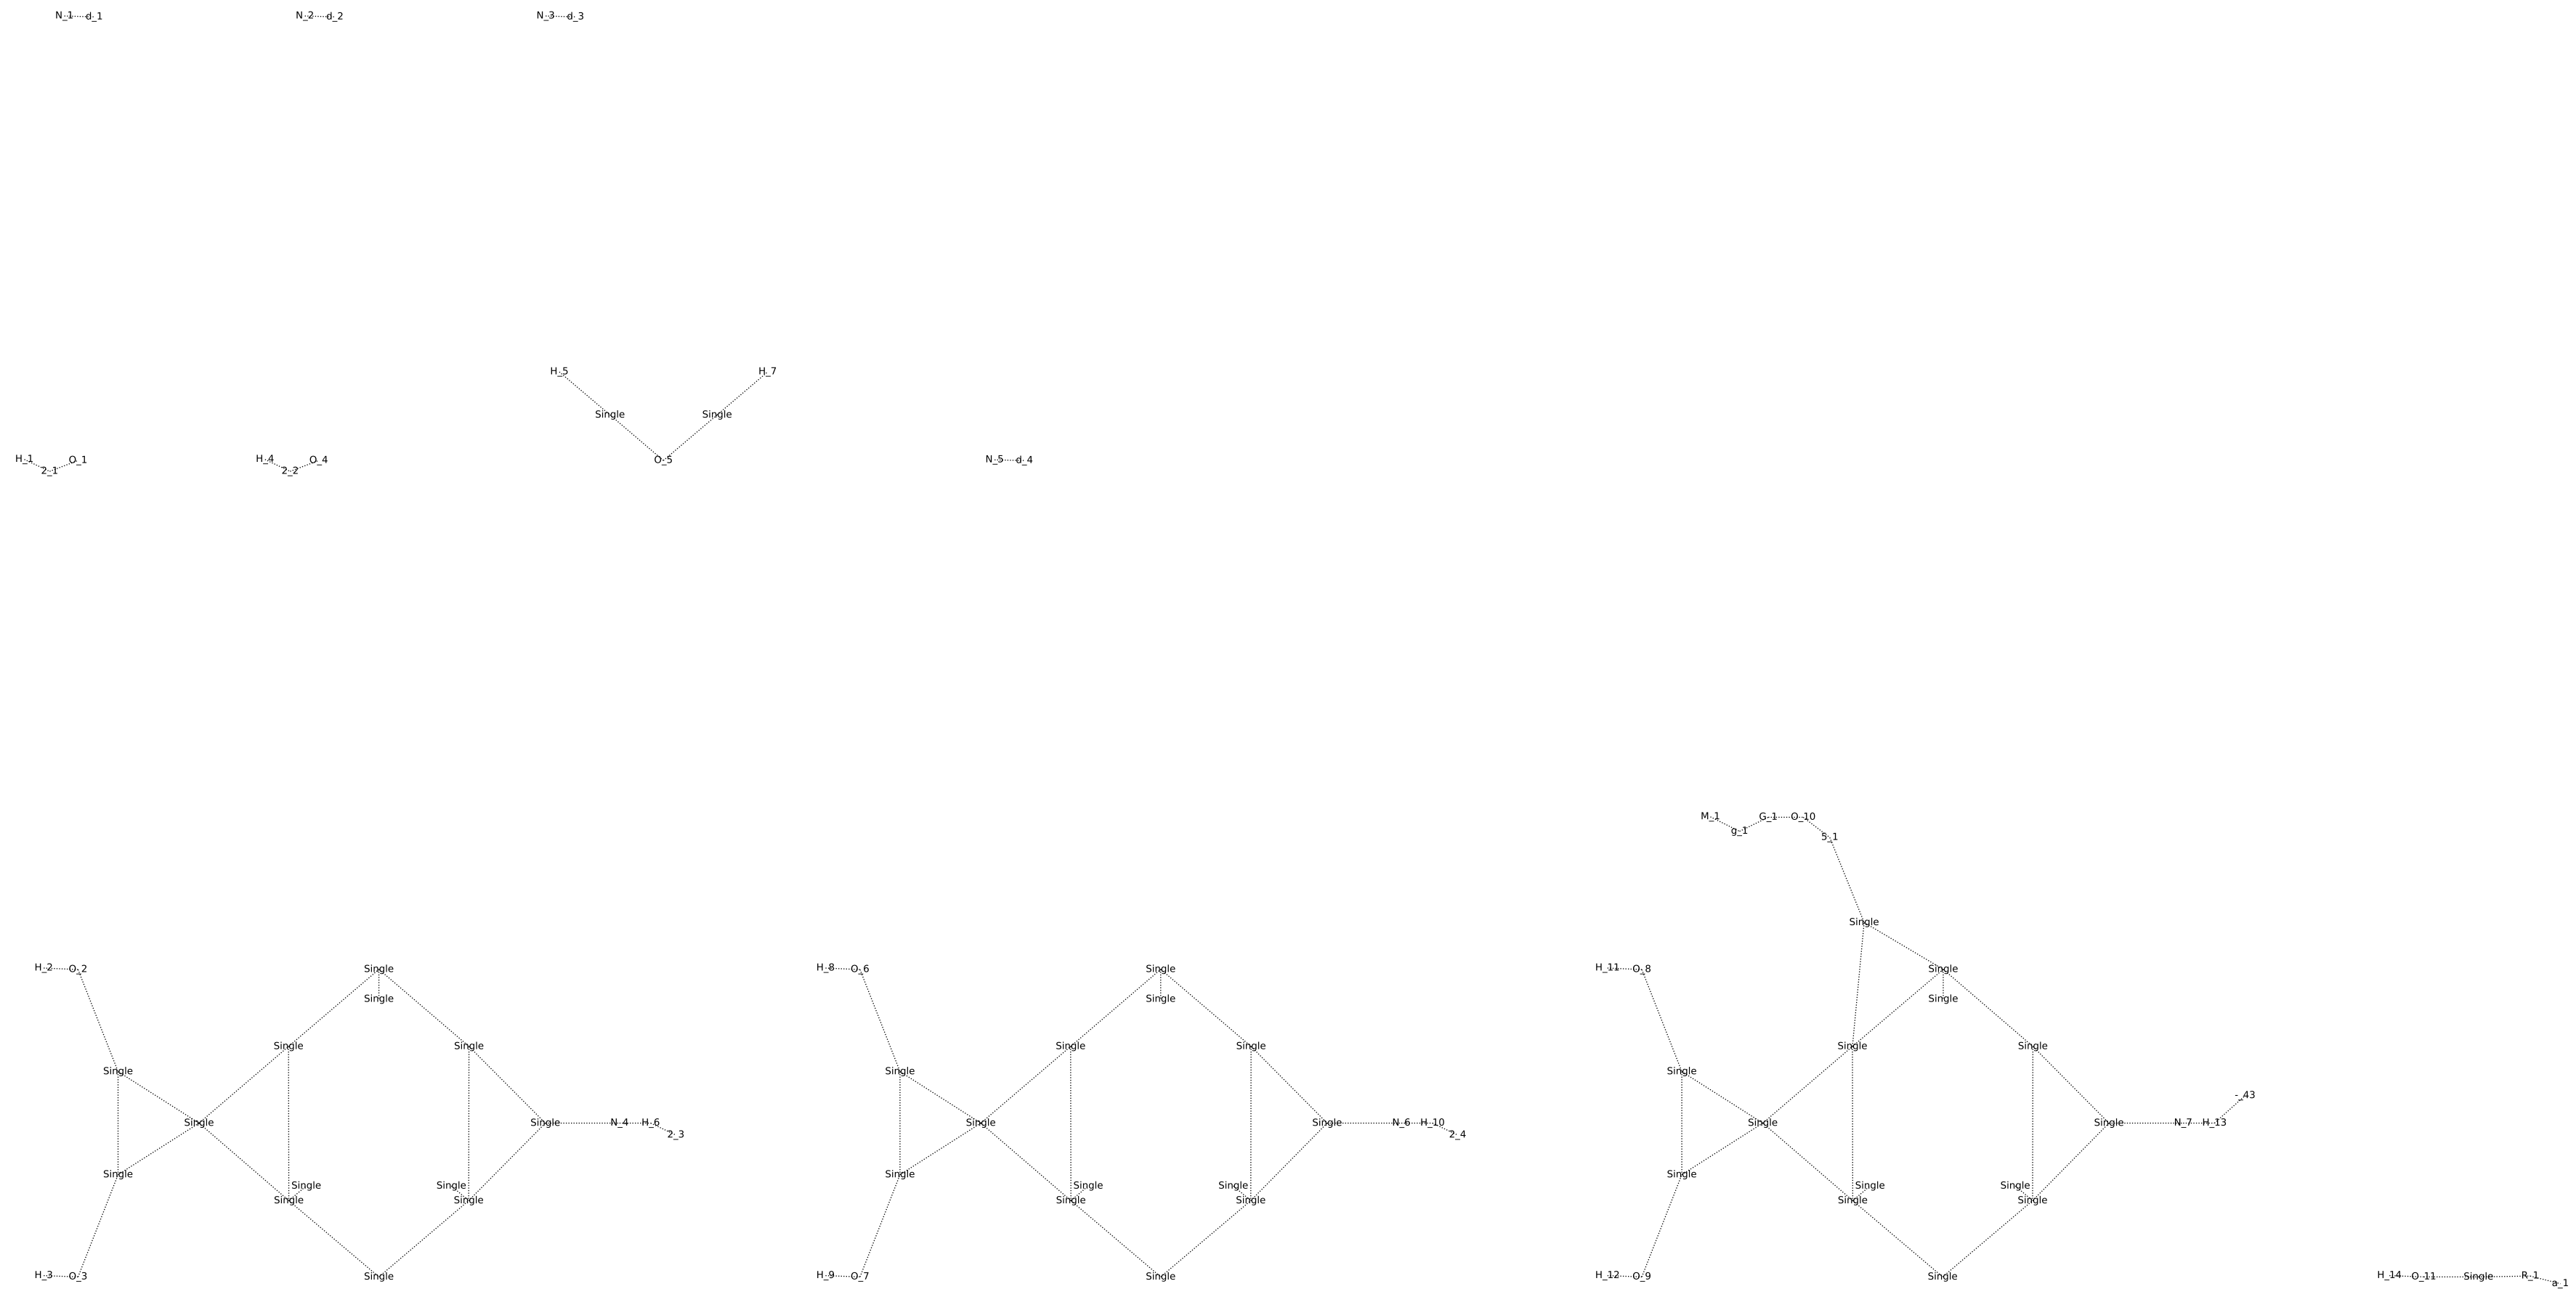 N_1 d_1 N_2 d_2 N_3 d_3
H_5 H_7
Single Single
H_1 O_1 H_4 O_4 O_5 N_5 d_4
2_1 2_2
M_1 G_1 O_10
g_1
5_1
Single
H_2 O_2 Single H_8 O_6 Single H_11 O_8 Single
Single Single Single
Single Single Single Single Single Single
Single Single Single
-_43
Single Single N_4 H_6 Single Single N_6 H_10 Single Single N_7 H_13
2_3 2_4
Single Single Single
Single Single Single Single Single Single
Single Single Single Single Single Single
H_3 O_3 Single H_9 O_7 Single H_12 O_9 Single H_14 O_11 Single R_1
a_1